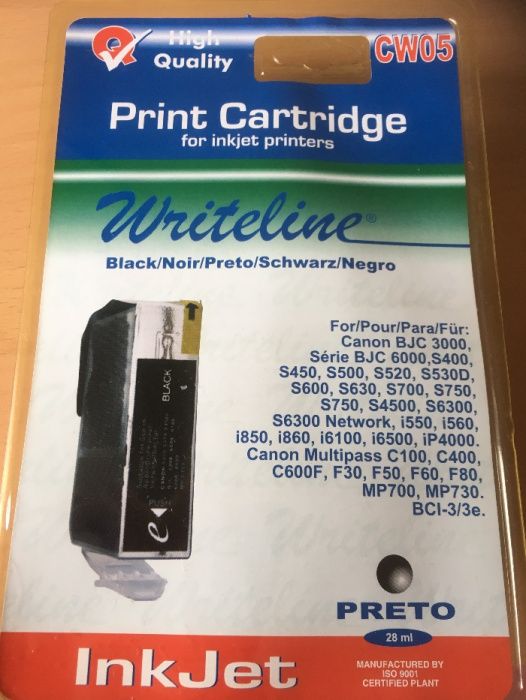 High
Quality
CW05
Print Cartridge
for inkjet printers
Writeline®
Black/Noir/Preto/Schwarz/Negro
For/Pour/Para/Für:
Canon BJC 3000,
Série BJC 6000,S400,
S450, S500, S520, S530D,
S600, S630, S700, S750,
S750, S4500, S6300,
S6300 Network, i550, i560,
i850, i860, i6100, i6500, iP4000.
Canon Multipass C100, C400,
C600F, F30, F50, F60, F80,
MP700, MP730.
BCI-3/3e.
BLACK
PUSH
e
PRETO
28 ml
InkJet
MANUFACTURED BY
ISO 9001
CERTIFIED PLANT